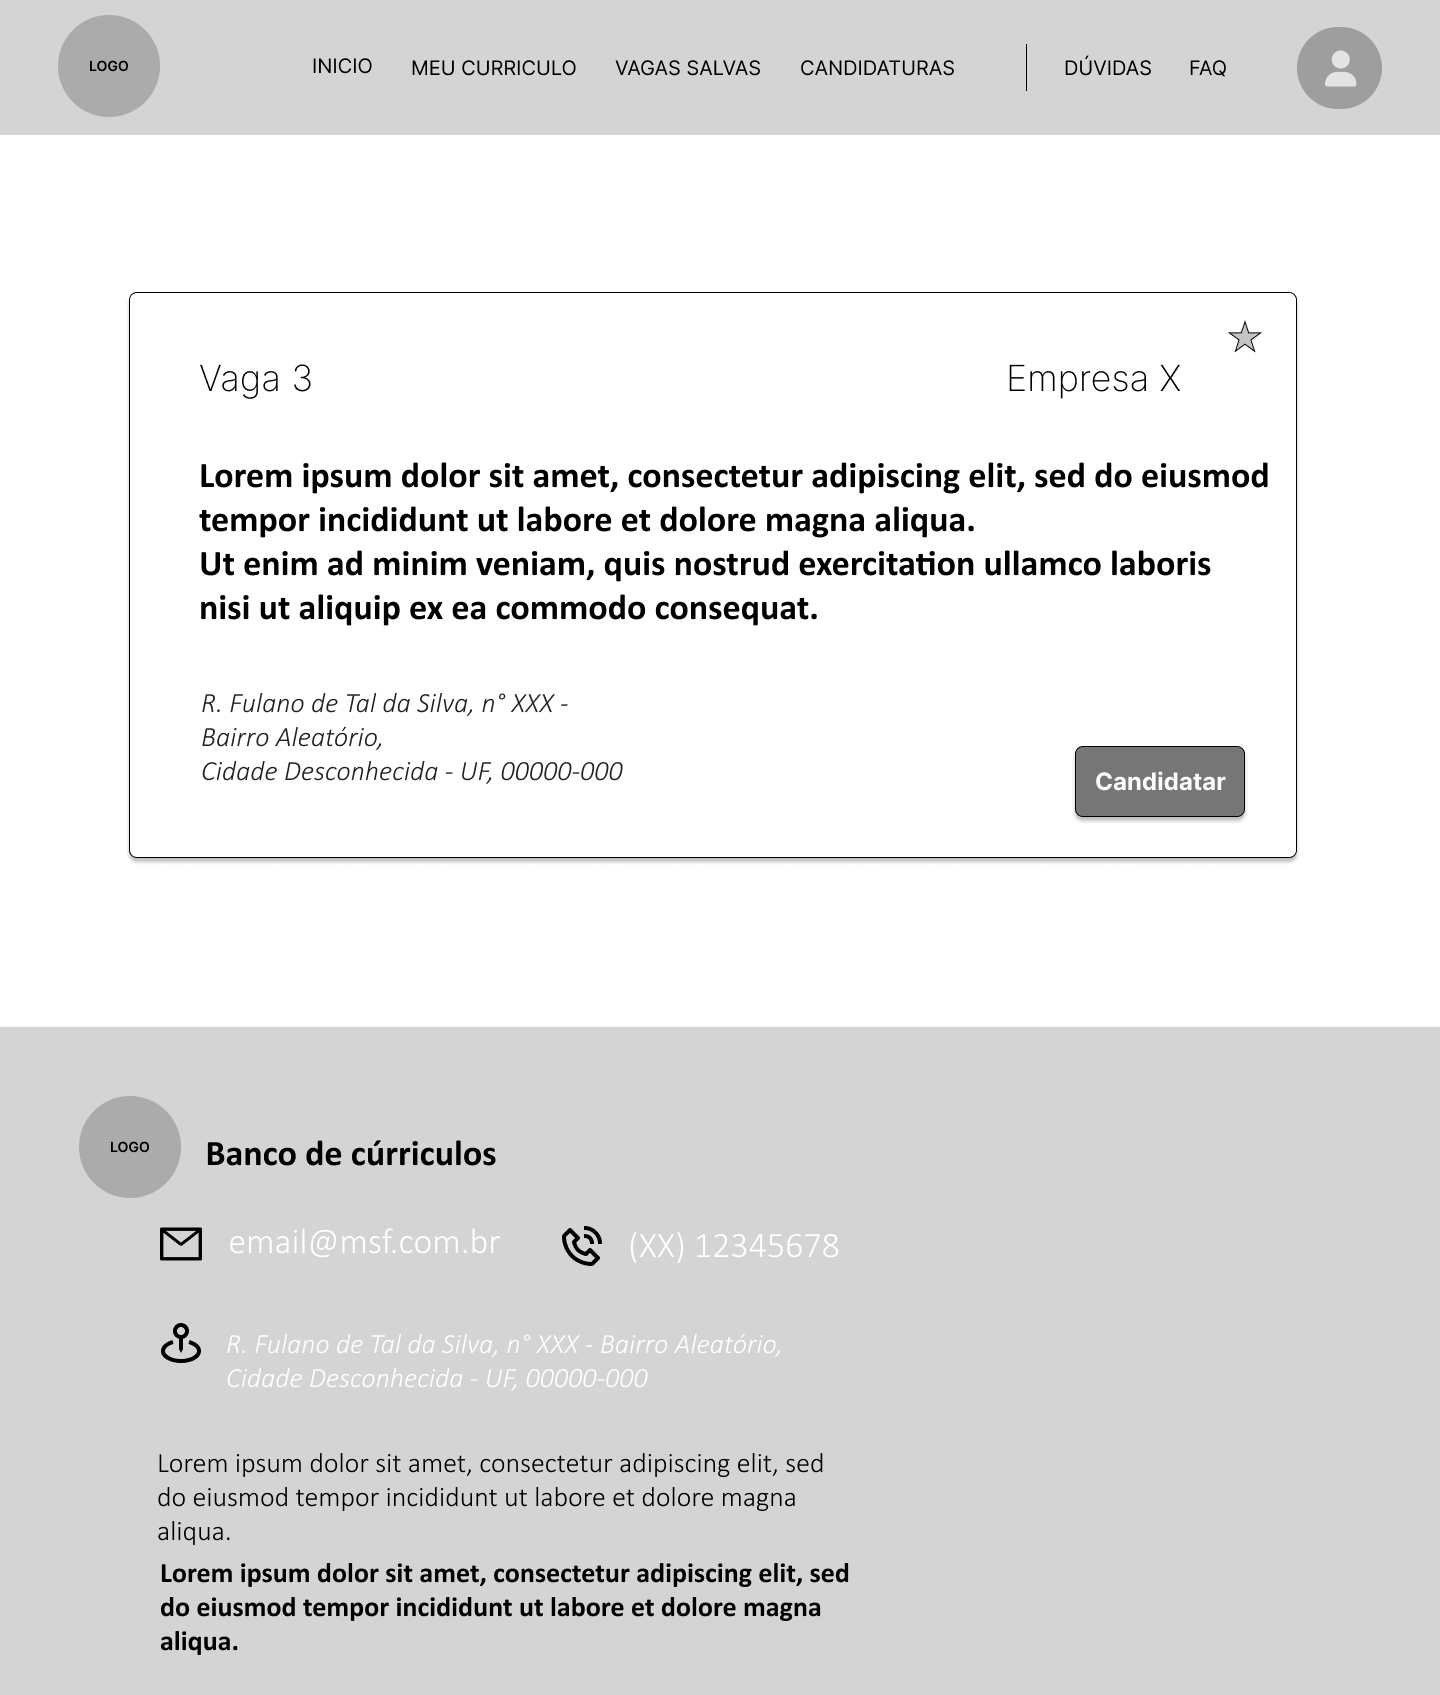 LOGO
INICIO
MEU CURRICULO
VAGAS SALVAS
CANDIDATURAS
DÚVIDAS
FAQ
Vaga 3
Empresa X
Lorem ipsum dolor sit amet, consectetur adipiscing elit, sed do eiusmod
tempor incididunt ut labore et dolore magna aliqua.
Ut enim ad minim veniam, quis nostrud exercitation ullamco laboris
nisi ut aliquip ex ea commodo consequat.
R. Fulano de Tal da Silva, n° XXX -
Bairro Aleatório,
Cidade Desconhecida - UF, 00000-000
Candidatar
LOGO
Banco de cúrriculos
email@msf.com.br
(XX) 12345678
R. Fulano de Tal da Silva, n° XXX - Bairro Aleatório,
Cidade Desconhecida - UF, 00000-000
Lorem ipsum dolor sit amet, consectetur adipiscing elit, sed
do eiusmod tempor incididunt ut labore et dolore magna
aliqua.
Lorem ipsum dolor sit amet, consectetur adipiscing elit, sed
do eiusmod tempor incididunt ut labore et dolore magna
aliqua.